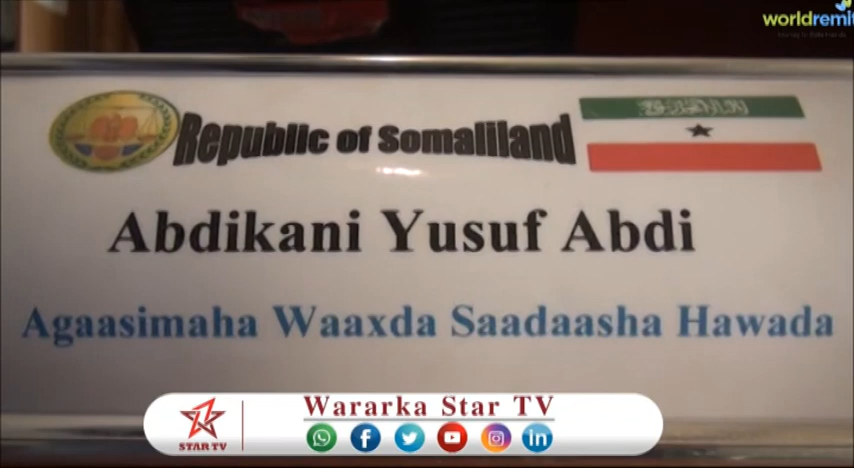 worldremit
Republic of Somaliland
Abdikani Yusuf Abdi
Agaasimaha Waaxda Saadaasha Hawada
Wararka Star TV
STAR TV